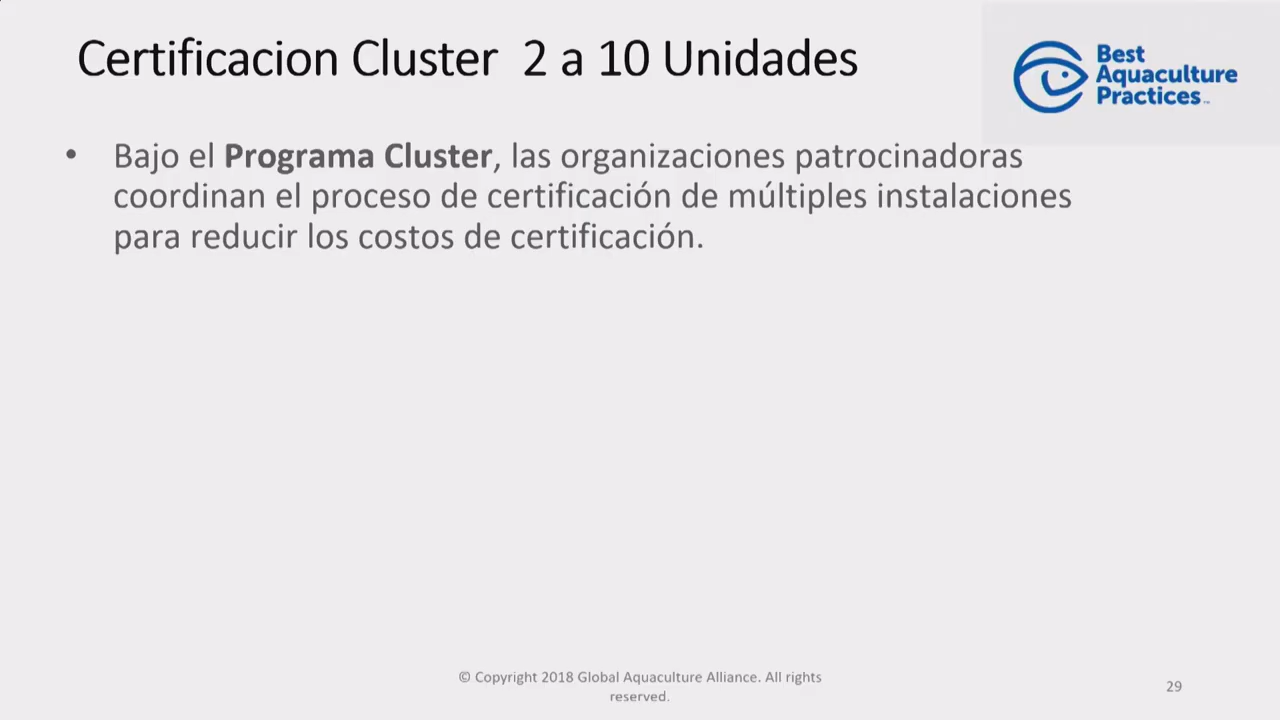 Certificacion Cluster 2 a 10 Unidades
Best
Aquaculture
Practices™
• Bajo el Programa Cluster, las organizaciones patrocinadoras
coordinan el proceso de certificación de múltiples instalaciones
para reducir los costos de certificación.
© Copyright 2018 Global Aquaculture Alliance. All rights
reserved.
29